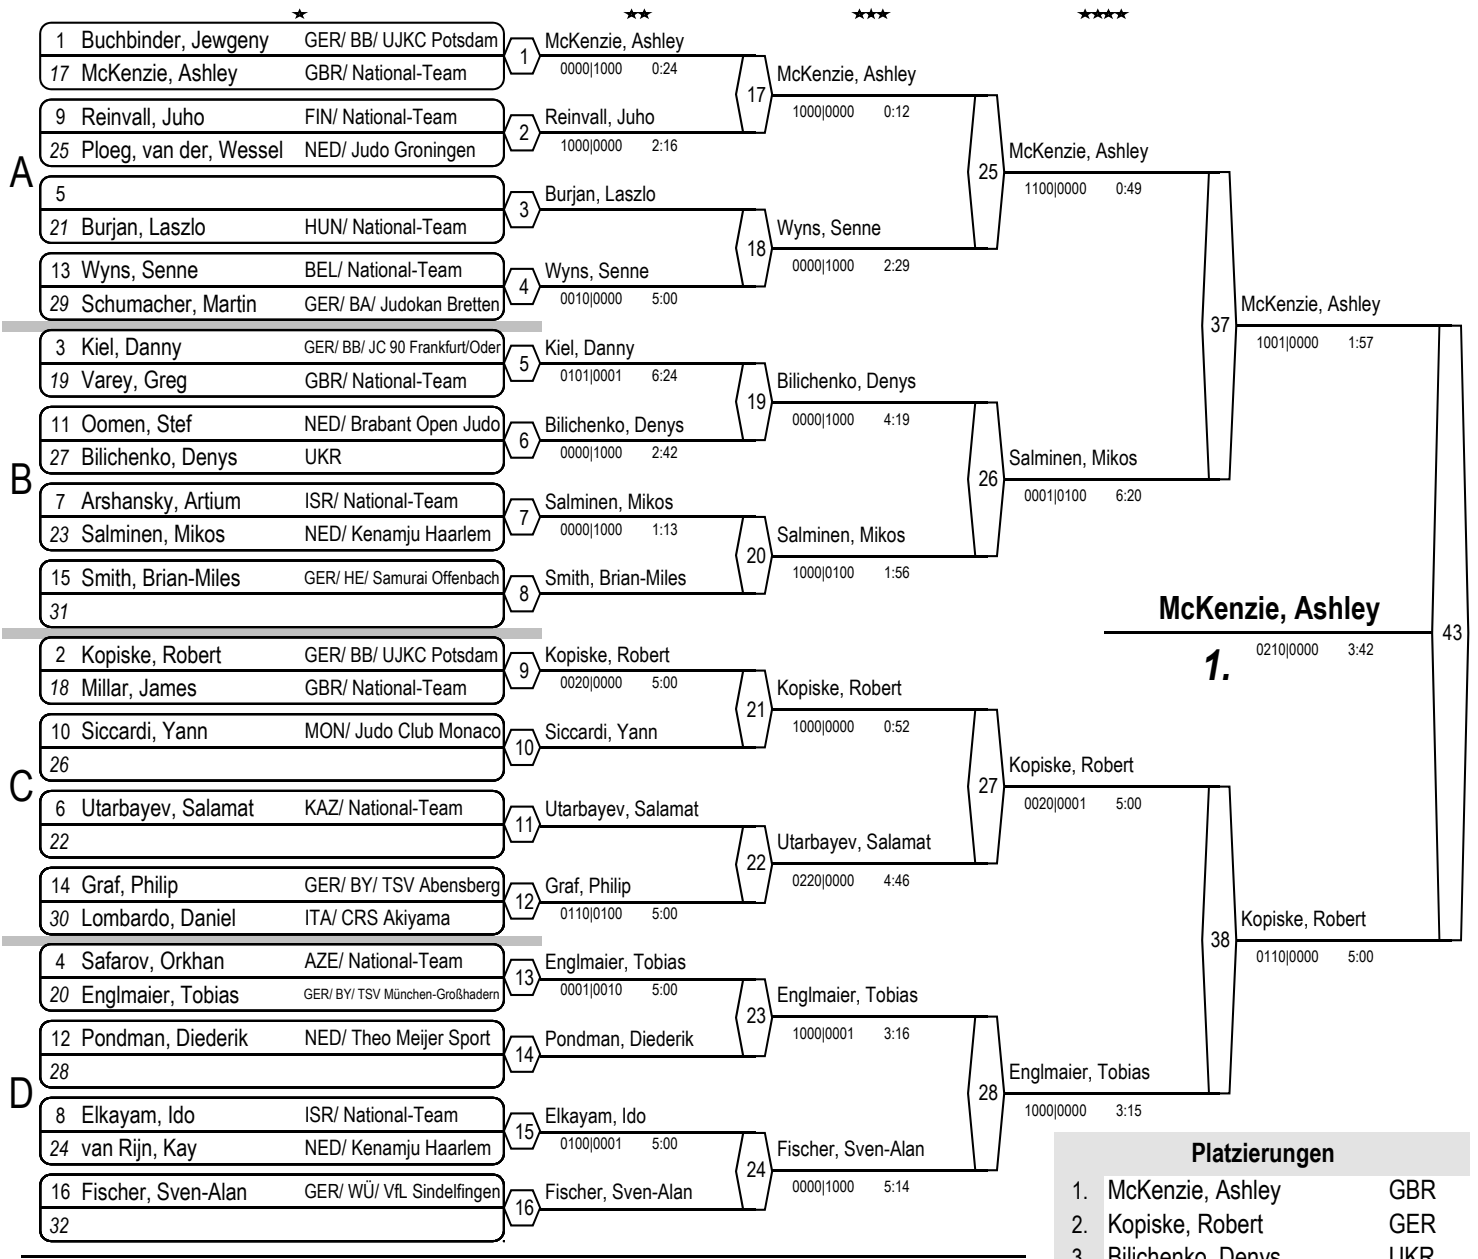 ★ ★★ ★★★ ★★★★
A
1 Buchbinder, Jewgeny GER/ BB/ UJKC Potsdam
17 McKenzie, Ashley GBR/ National-Team
9 Reinvall, Juho FIN/ National-Team
25 Ploeg, van der, Wessel NED/ Judo Groningen
5
21 Burjan, Laszlo HUN/ National-Team
13 Wyns, Senne BEL/ National-Team
29 Schumacher, Martin GER/ BA/ Judokan Bretten
B
3 Kiel, Danny GER/ BB/ JC 90 Frankfurt/Oder
19 Varey, Greg GBR/ National-Team
11 Oomen, Stef NED/ Brabant Open Judo
27 Bilichenko, Denys UKR
7 Arshansky, Artium ISR/ National-Team
23 Salminen, Mikos NED/ Kenamju Haarlem
15 Smith, Brian-Miles GER/ HE/ Samurai Offenbach
31
C
2 Kopiske, Robert GER/ BB/ UJKC Potsdam
18 Millar, James GBR/ National-Team
10 Siccardi, Yann MON/ Judo Club Monaco
26
6 Utarbayev, Salamat KAZ/ National-Team
22
14 Graf, Philip GER/ BY/ TSV Abensberg
30 Lombardo, Daniel ITA/ CRS Akiyama
D
4 Safarov, Orkhan AZE/ National-Team
20 Englmaier, Tobias GER/ BY/ TSV München-Großhadern
12 Pondman, Diederik NED/ Theo Meijer Sport
28
8 Elkayam, Ido ISR/ National-Team
24 van Rijn, Kay NED/ Kenamju Haarlem
16 Fischer, Sven-Alan GER/ WÜ/ VfL Sindelfingen
32
1 McKenzie, Ashley
0000|1000 0:24
2 Reinvall, Juho
1000|0000 2:16
3 Burjan, Laszlo
4 Wyns, Senne
0010|0000 5:00
5 Kiel, Danny
0101|0001 6:24
6 Bilichenko, Denys
0000|1000 2:42
7 Salminen, Mikos
0000|1000 1:13
8 Smith, Brian-Miles
9 Kopiske, Robert
0020|0000 5:00
10 Siccardi, Yann
11 Utarbayev, Salamat
12 Graf, Philip
0110|0100 5:00
13 Englmaier, Tobias
0001|0010 5:00
14 Pondman, Diederik
15 Elkayam, Ido
0100|0001 5:00
16 Fischer, Sven-Alan
17 McKenzie, Ashley
1000|0000 0:12
18 Wyns, Senne
0000|1000 2:29
19 Bilichenko, Denys
0000|1000 4:19
20 Salminen, Mikos
1000|0100 1:56
21 Kopiske, Robert
1000|0000 0:52
22 Utarbayev, Salamat
0220|0000 4:46
23 Englmaier, Tobias
1000|0001 3:16
24 Fischer, Sven-Alan
0000|1000 5:14
25 McKenzie, Ashley
1100|0000 0:49
26 Salminen, Mikos
0001|0100 6:20
27 Kopiske, Robert
0020|0001 5:00
28 Englmaier, Tobias
1000|0000 3:15
37 McKenzie, Ashley
1001|0000 1:57
38 Kopiske, Robert
0110|0000 5:00
McKenzie, Ashley 43
1. 0210|0000 3:42
Platzierungen
1. McKenzie, Ashley GBR
2. Kopiske, Robert GER
3. Bilichenko, Denys UKR